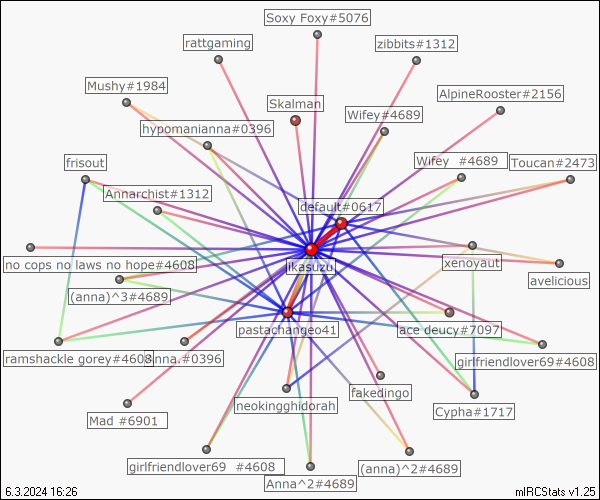 Soxy Foxy#5076
rattgaming
zibbits#1312
Mushy#1984
AlpineRooster#2156
Skalman
Wifey#4689
hypomanianna#0396
frisout
Wifey  #4689
Toucan#2473
Annarchist#1312
default#0617
xenoyaut
no cops no laws no hope#4608
jikasuzu
avelicious
(anna)^3#4689
pastachangeo41
ace deucy#7097
ramshackle gorey#4608
anna.#0396
girlfriendlover69#4608
fakedingo
neokingghidorah
Cypha#1717
Mad #6901
girlfriendlover69  #4608
(anna)^2#4689
Anna^2#4689
6.3.2024 16:26
mIRCStats v1.25